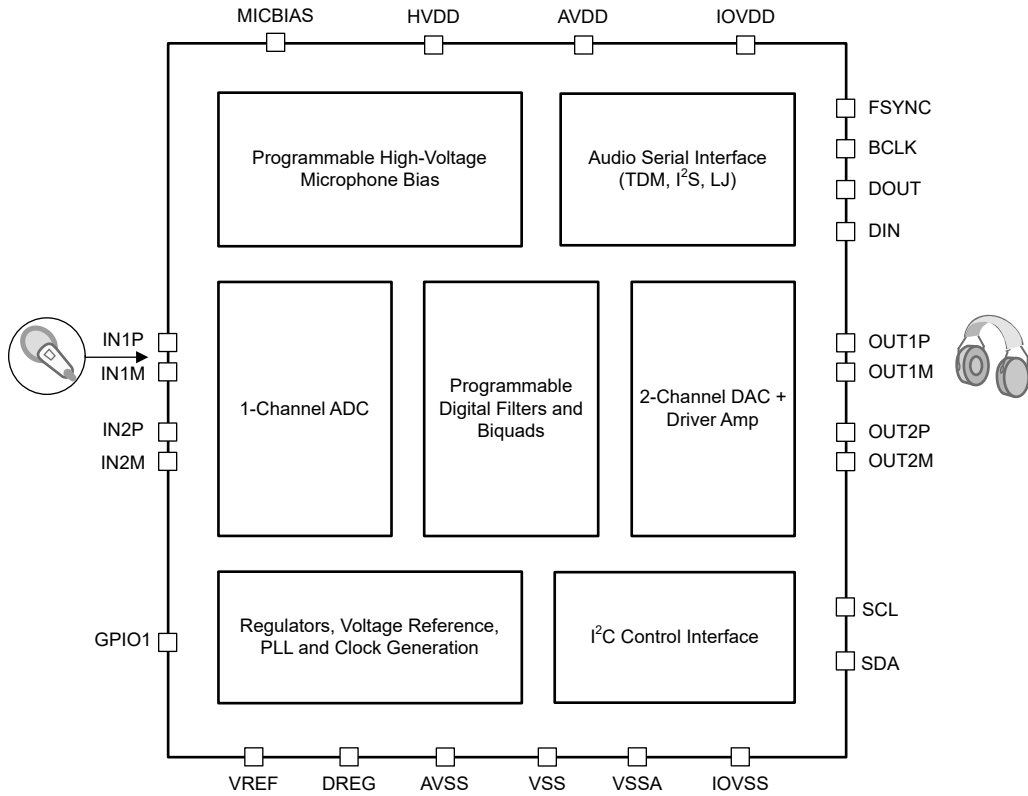 MICBIAS
HVDD
AVDD
IOVDD
Programmable High-Voltage
Microphone Bias
Audio Serial Interface
(TDM, I²S, LJ)
FSYNC
BCLK
DOUT
DIN
IN1P
IN1M
IN2P
IN2M
1-Channel ADC
Programmable
Digital Filters and
Biquads
2-Channel DAC +
Driver Amp
OUT1P
OUT1M
OUT2P
OUT2M
GPIO1
Regulators, Voltage Reference,
PLL and Clock Generation
I²C Control Interface
SCL
SDA
VREF
DREG
AVSS
VSS
VSSA
IOVSS